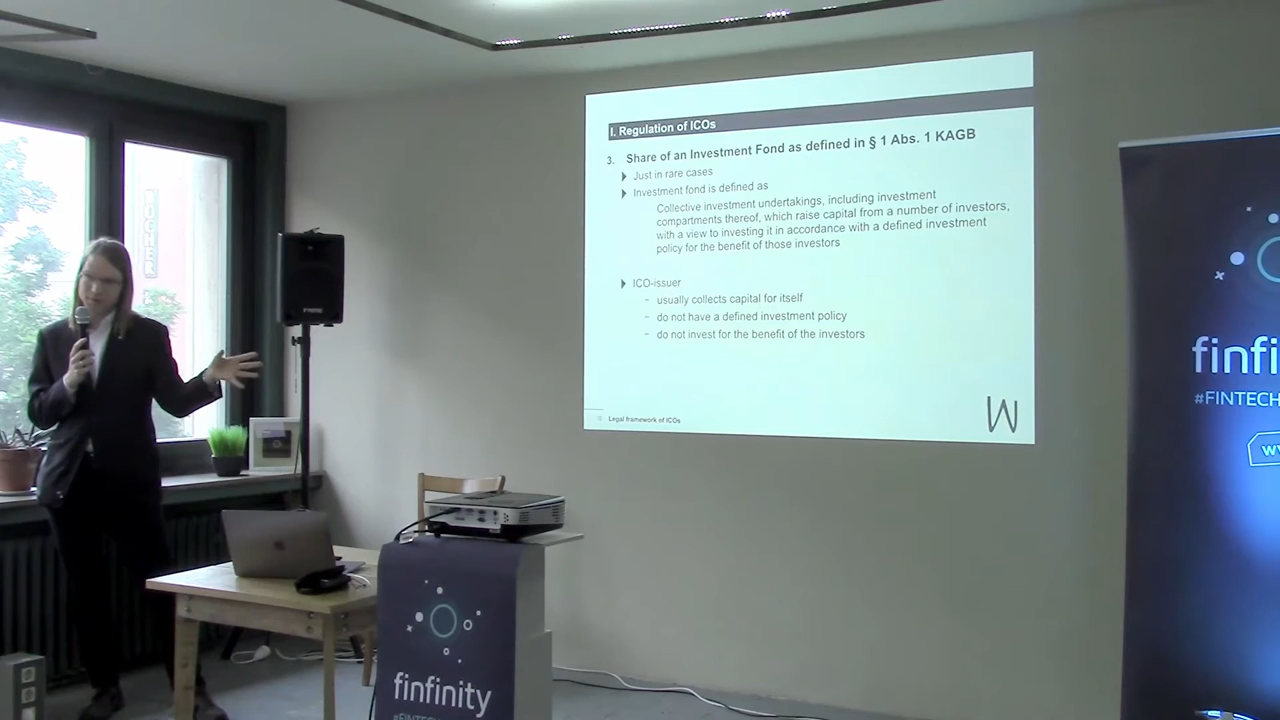 I. Regulation of ICOs
3. Share of an Investment Fond as defined in § 1 Abs. 1 KAGB
Just in rare cases
Investment fond is defined as
Collective investment undertakings, including investment
compartments thereof, which raise capital from a number of investors,
with a view to investing it in accordance with a defined investment
policy for the benefit of those investors
ICO-issuer
- usually collects capital for itself
- do not have a defined investment policy
- do not invest for the benefit of the investors
Legal framework of ICOs
W
finfi
#FINTECH
finfinity
#FINTECH